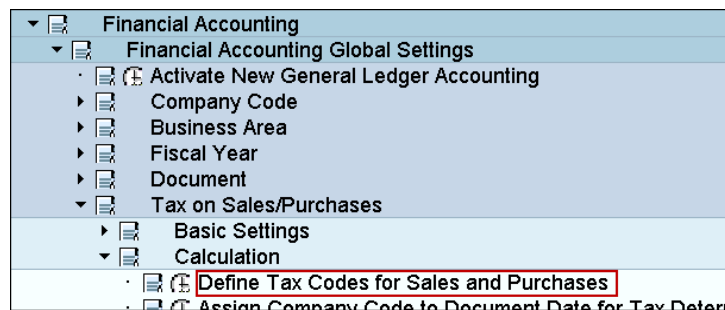 Financial Accounting
Financial Accounting Global Settings
Activate New General Ledger Accounting
Company Code
Business Area
Fiscal Year
Document
Tax on Sales/Purchases
Basic Settings
Calculation
Define Tax Codes for Sales and Purchases
Assign Company Code to Document Date for Tax Deter